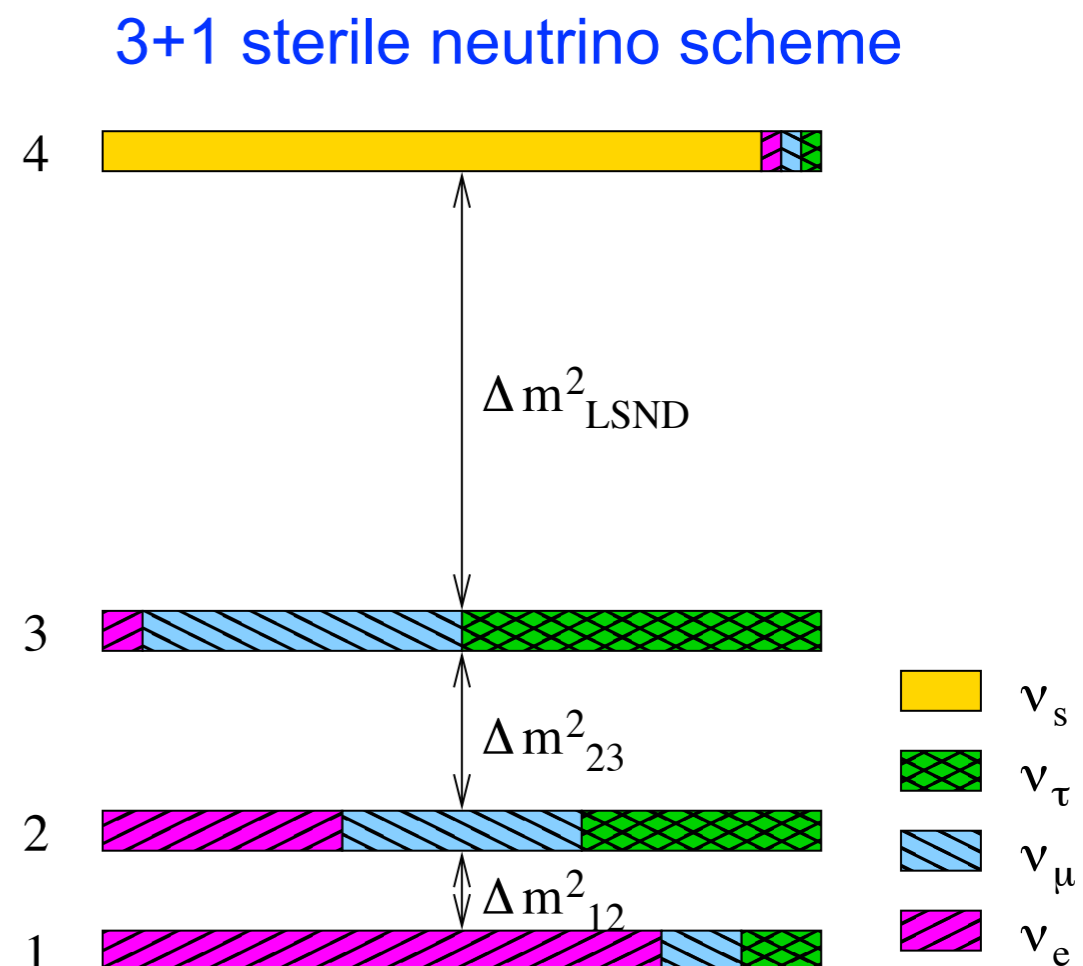 3+1 sterile neutrino scheme
4
Δm²LSND
3
Δm²23
2
Δm²12
1
νs
ντ
νμ
νe